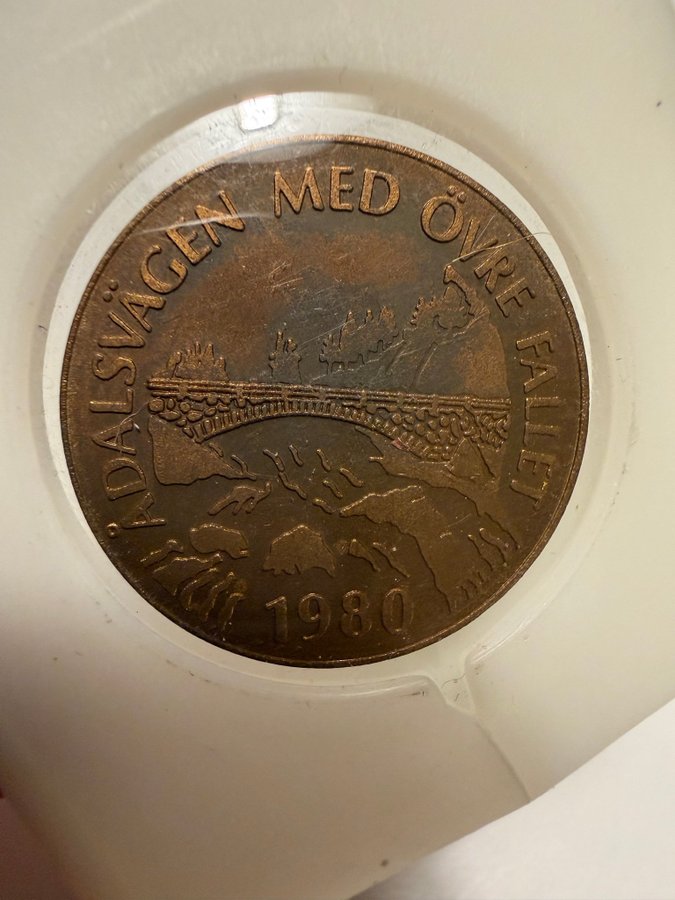 ÅDALSVÄGEN MED ÖVRE FALLET
1980